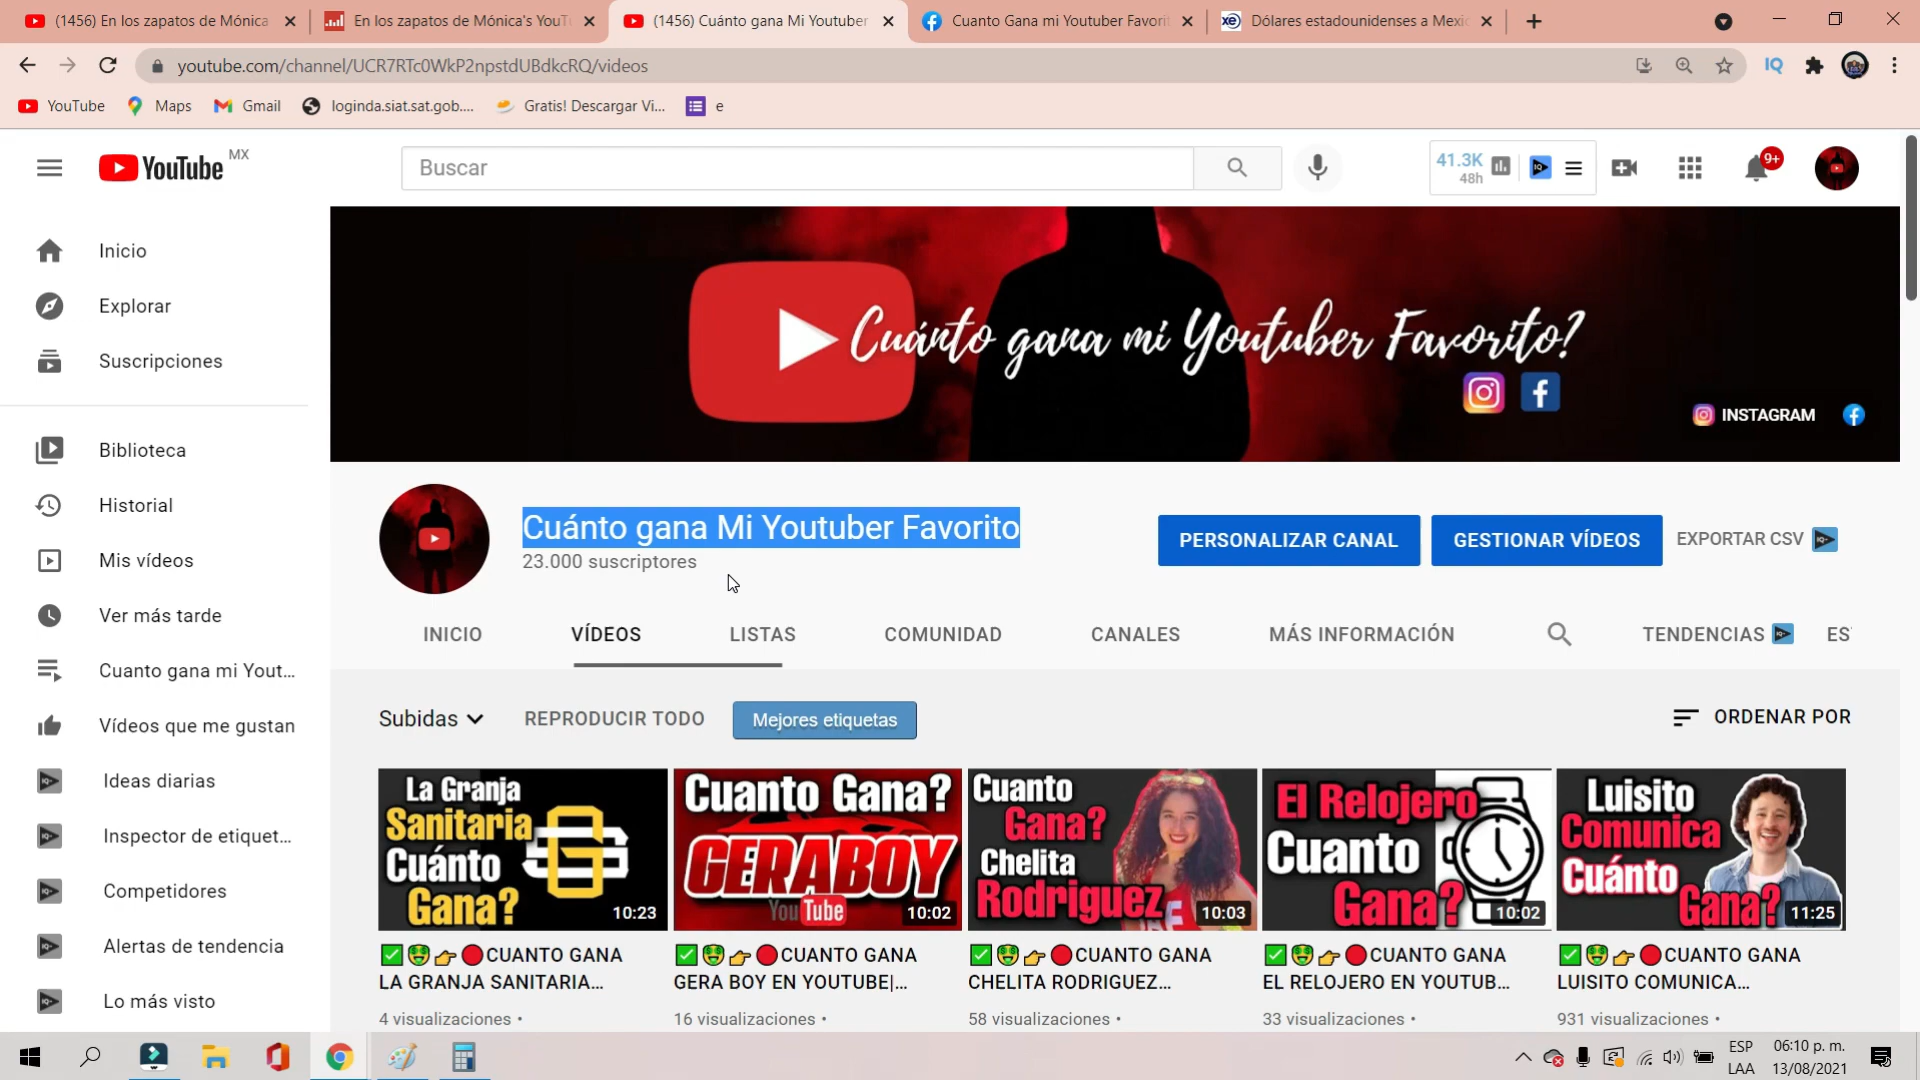 (1456) En los zapatos de Mónica
En los zapatos de Mónica's YouT
(1456) Cuánto gana Mi Youtuber
Cuanto Gana mi Youtuber Favorit
Dólares estadounidenses a Mexic
youtube.com/channel/UCR7RTc0WkP2npstdUBdkcRQ/videos
YouTube
Maps
Gmail
loginda.siat.sat.gob....
Gratis! Descargar Vi...
e
YouTube MX
Buscar
41.3K
48h
9+
Inicio
Explorar
Suscripciones
Biblioteca
Historial
Mis vídeos
Ver más tarde
Cuanto gana mi Yout...
Vídeos que me gustan
Ideas diarias
Inspector de etiquet...
Competidores
Alertas de tendencia
Lo más visto
Cuánto gana mi Youtuber Favorito?
INSTAGRAM
Cuánto gana Mi Youtuber Favorito
23.000 suscriptores
PERSONALIZAR CANAL
GESTIONAR VÍDEOS
EXPORTAR CSV
INICIO
VÍDEOS
LISTAS
COMUNIDAD
CANALES
MÁS INFORMACIÓN
TENDENCIAS
ES
Subidas
REPRODUCIR TODO
Mejores etiquetas
ORDENAR POR
La Granja
Sanitaria
Cuánto
Gana?
10:23
Cuanto Gana?
GERABOY
YouTube
10:02
Cuanto
Gana?
Chelita
Rodriguez
10:03
El Relojero
Cuanto
Gana?
10:02
Luisito
Comunica
Cuánto
Gana?
11:25
✅🤑👉🔴CUANTO GANA
LA GRANJA SANITARIA...
4 visualizaciones •
✅🤑👉🔴CUANTO GANA
GERA BOY EN YOUTUBE|...
16 visualizaciones •
✅🤑👉🔴CUANTO GANA
CHELITA RODRIGUEZ...
58 visualizaciones •
✅🤑👉🔴CUANTO GANA
EL RELOJERO EN YOUTUB...
33 visualizaciones •
✅🤑👉🔴CUANTO GANA
LUISITO COMUNICA...
931 visualizaciones •
ESP
LAA
06:10 p. m.
13/08/2021